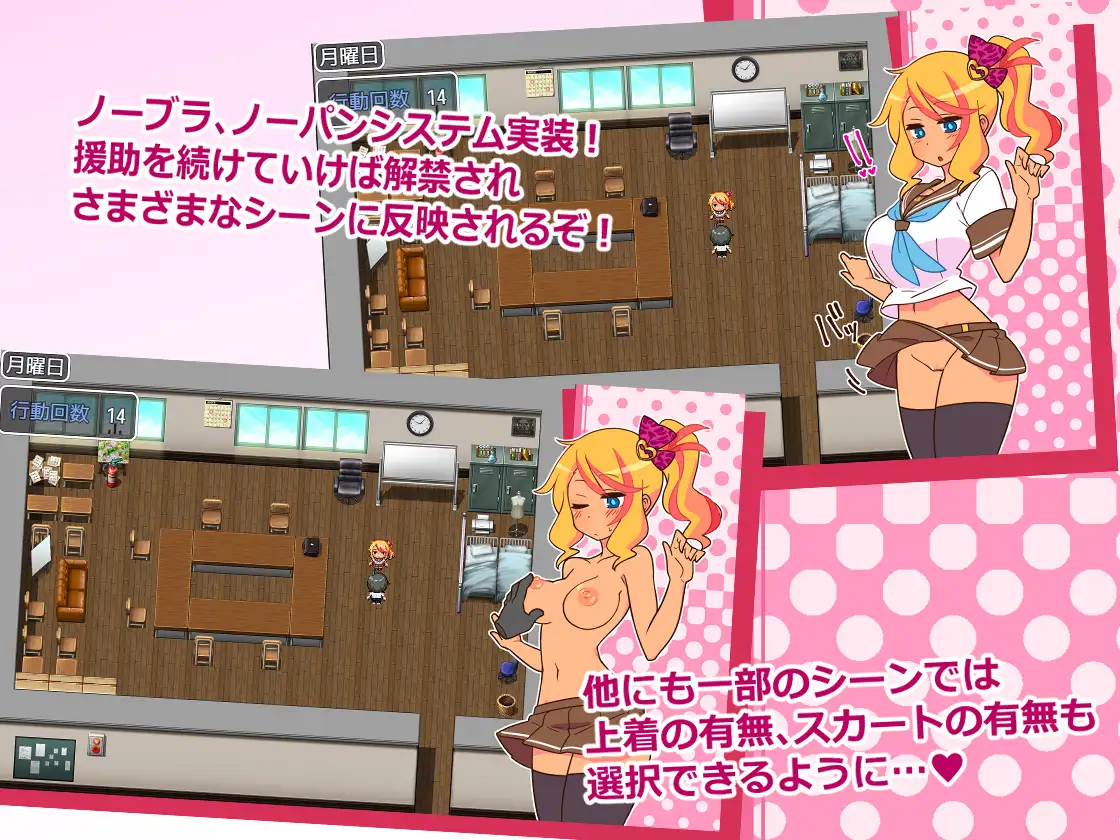 月曜日
行動回数 14
ノーブラ、ノーパンシステム実装！
援助を続けていけば解禁され
さまざまなシーンに反映されるぞ！
!!
バッ
月曜日
行動回数 14
他にも一部のシーンでは
上着の有無、スカートの有無も
選択できるように…♥